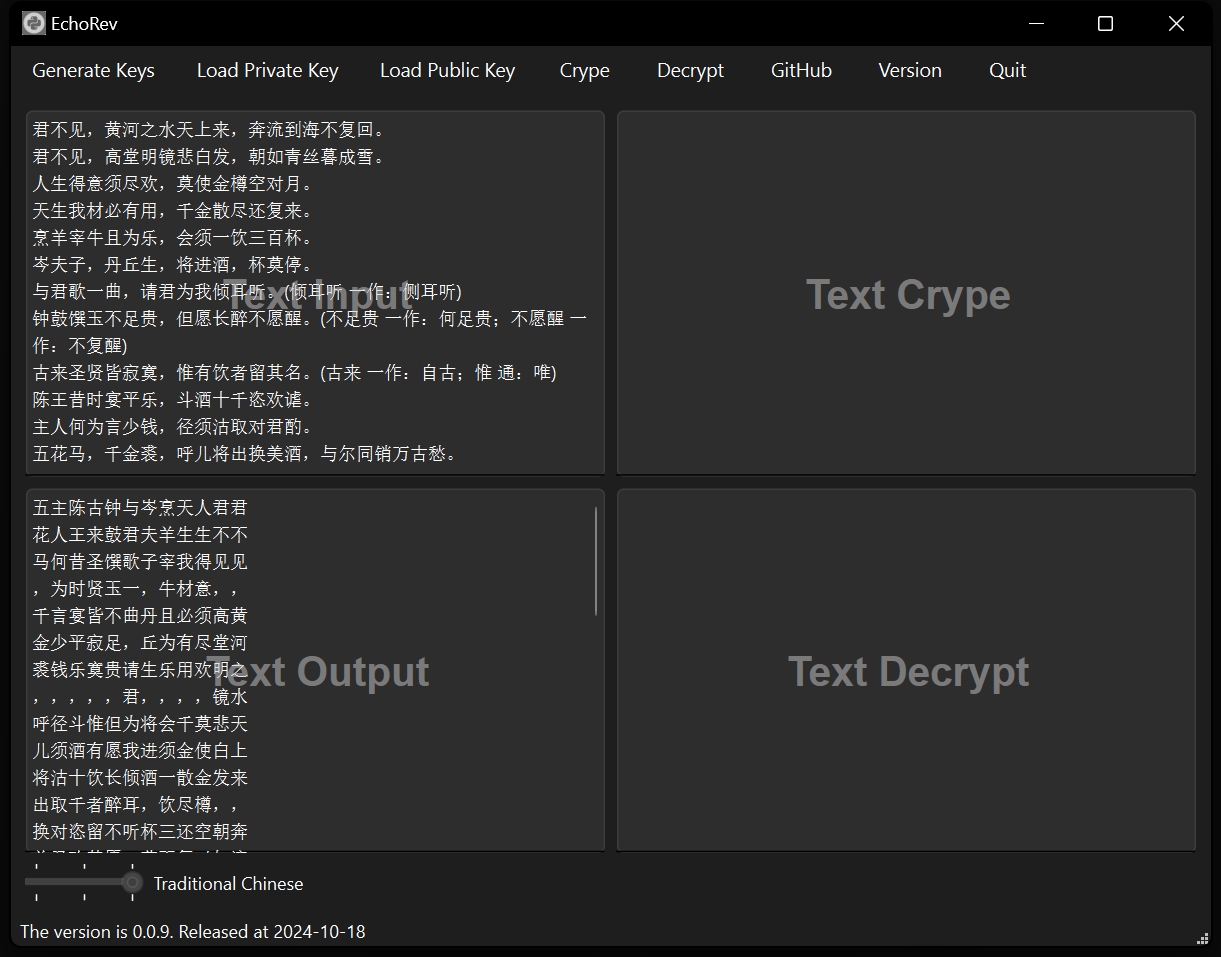 EchoRev
Generate Keys Load Private Key Load Public Key Crype Decrypt GitHub Version Quit
君不见，黄河之水天上来，奔流到海不复回。
君不见，高堂明镜悲白发，朝如青丝暮成雪。
人生得意须尽欢，莫使金樽空对月。
天生我材必有用，千金散尽还复来。
烹羊宰牛且为乐，会须一饮三百杯。
岑夫子，丹丘生，将进酒，杯莫停。
与君歌一曲，请君为我倾耳听。(倾耳听 一作：侧耳听)
钟鼓馔玉不足贵，但愿长醉不愿醒。(不足贵 一作：何足贵；不愿醒 一
作：不复醒)
古来圣贤皆寂寞，惟有饮者留其名。(古来 一作：自古；惟 通：唯)
陈王昔时宴平乐，斗酒十千恣欢谑。
主人何为言少钱，径须沽取对君酌。
五花马，千金裘，呼儿将出换美酒，与尔同销万古愁。
Text Input
Text Crype
五主陈古钟与岑烹天人君君
花人王来鼓君夫羊生生不不
马何昔圣馔歌子宰我得见见
，为时贤玉一，牛材意，，
千言宴皆不曲丹且必须高黄
金少平寂足，丘为有尽堂河
裘钱乐寞贵请生乐用欢明之
，，，，，君，，，，镜水
呼径斗惟但为将会千莫悲天
儿须酒有愿我进须金使白上
将沽十饮长倾酒一散金发来
出取千者醉耳，饮尽樽，，
换对恣留不听杯三还空朝奔
Text Output
Text Decrypt
Traditional Chinese
The version is 0.0.9. Released at 2024-10-18